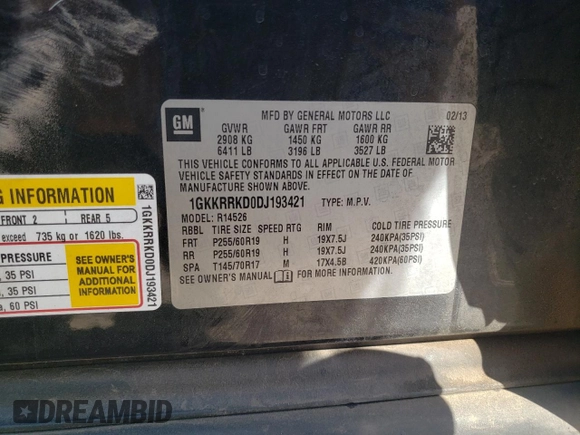 GM
MFD BY GENERAL MOTORS LLC 02/13
GVWR GAWR FRT GAWR RR
2908 KG 1450 KG 1600 KG
6411 LB 3196 LB 3527 LB
THIS VEHICLE CONFORMS TO ALL APPLICABLE U.S. FEDERAL MOTOR
VEHICLE SAFETY STANDARDS IN EFFECT ON THE DATE OF
MANUFACTURE SHOWN ABOVE.
1GKKRRKD0DJ193421 TYPE: M.P.V.
MODEL: R14526
RBBL TIRE SIZE SPEED RTG RIM COLD TIRE PRESSURE
FRT P255/60R19 H 19X7.5J 240KPA(35PSI)
RR P255/60R19 H 19X7.5J 240KPA(35PSI)
SPA T145/70R17 M 17X4.5B 420KPA(60PSI)
SEE OWNER'S MANUAL FOR MORE INFORMATION.
G INFORMATION
FRONT 2 REAR 5
exceed 735 kg or 1620 lbs.
PRESSURE
, 35 PSI
, 35 PSI
a, 60 PSI
SEE OWNER'S
MANUAL FOR
ADDITIONAL
INFORMATION
1GKKRRKD0DJ193421
DREAMBID